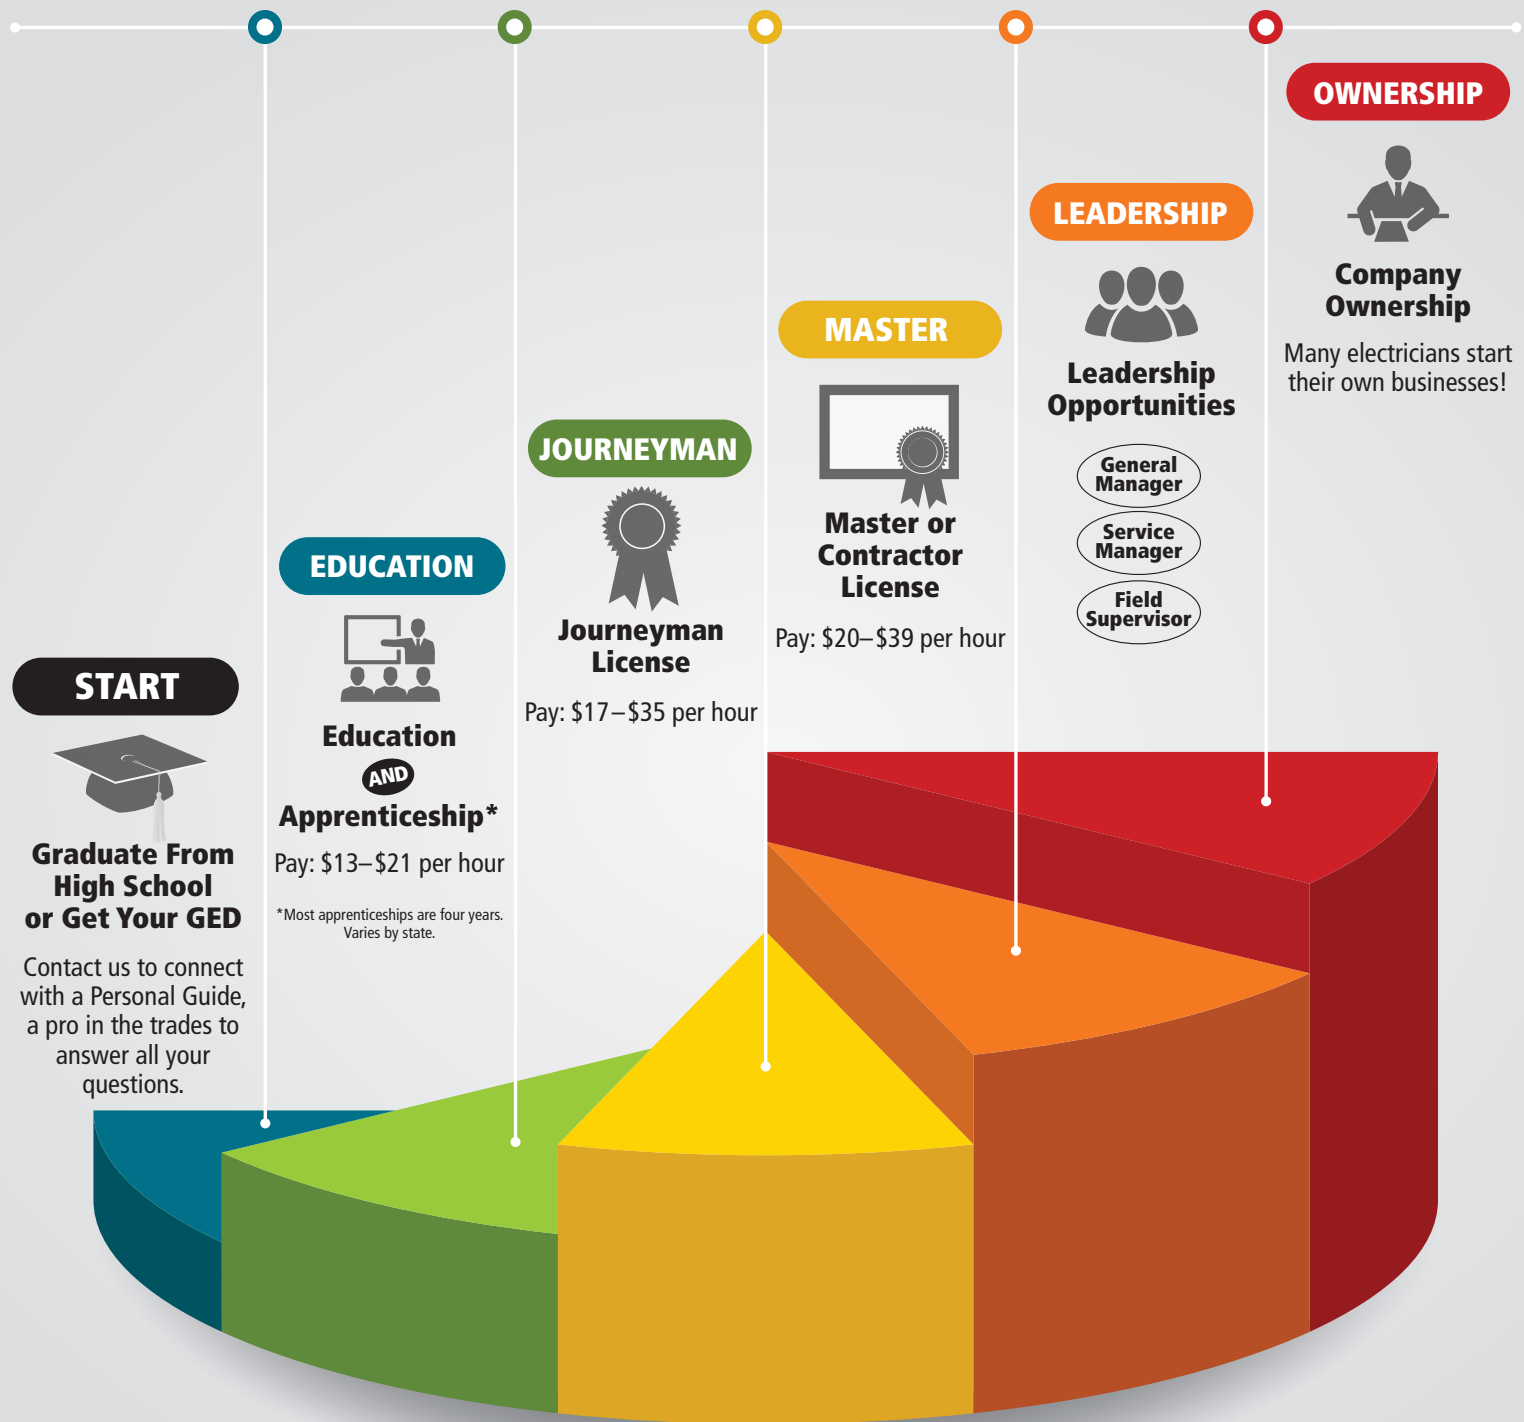 START
Graduate From
High School
or Get Your GED
Contact us to connect
with a Personal Guide,
a pro in the trades to
answer all your
questions.
EDUCATION
Education
AND
Apprenticeship*
Pay: $13–$21 per hour
*Most apprenticeships are four years.
Varies by state.
JOURNEYMAN
Journeyman
License
Pay: $17–$35 per hour
MASTER
Master or
Contractor
License
Pay: $20–$39 per hour
LEADERSHIP
Leadership
Opportunities
General
Manager
Service
Manager
Field
Supervisor
OWNERSHIP
Company
Ownership
Many electricians start
their own businesses!